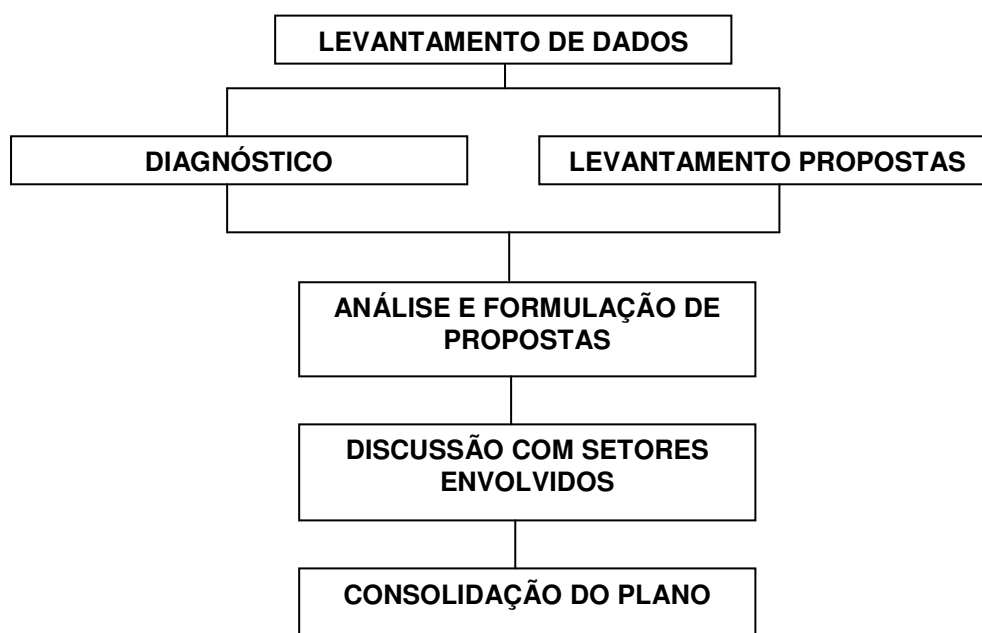 LEVANTAMENTO DE DADOS
DIAGNÓSTICO
LEVANTAMENTO PROPOSTAS
ANÁLISE E FORMULAÇÃO DE
PROPOSTAS
DISCUSSÃO COM SETORES
ENVOLVIDOS
CONSOLIDAÇÃO DO PLANO